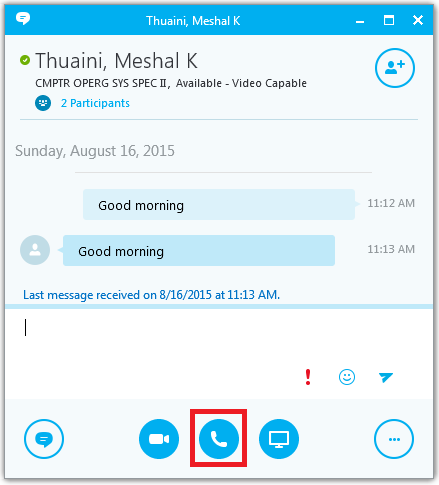 Thuaini, Meshal K
Thuaini, Meshal K
CMPTR OPERG SYS SPEC II, Available - Video Capable
2 Participants
Sunday, August 16, 2015
Good morning 11:12 AM
Good morning 11:13 AM
Last message received on 8/16/2015 at 11:13 AM.